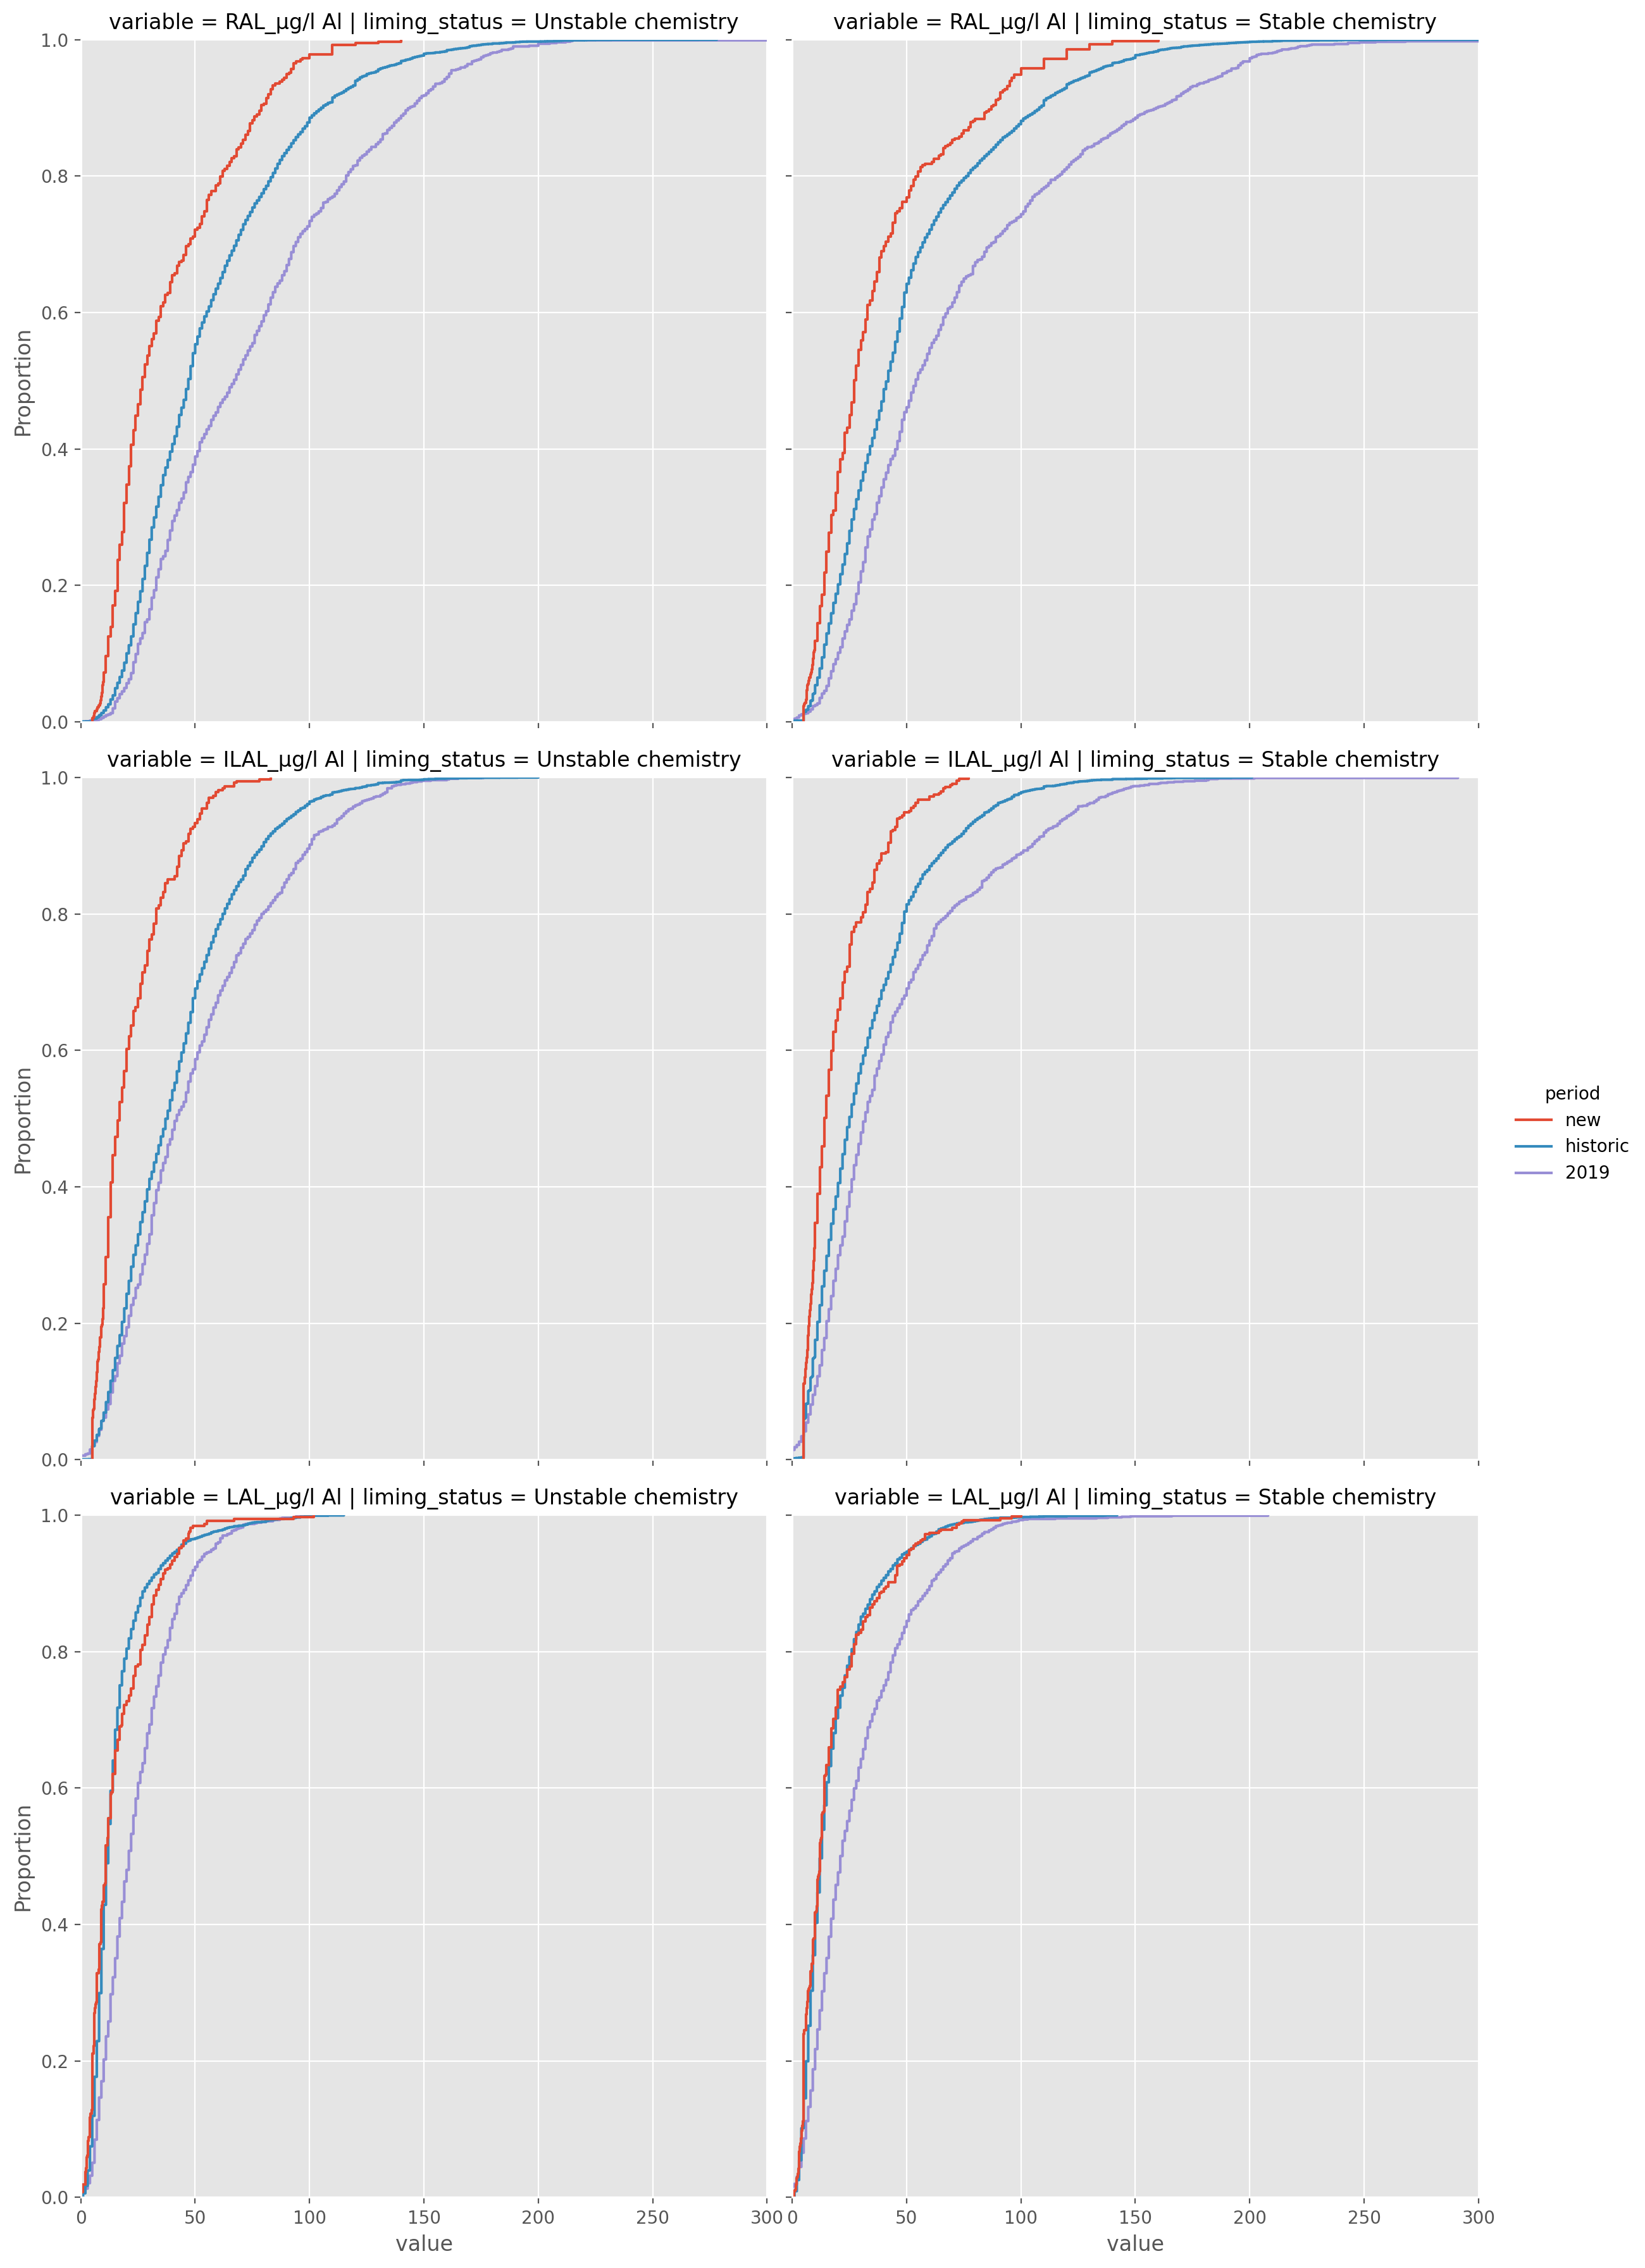 variable = RAL_µg/l Al | liming_status = Unstable chemistry
variable = RAL_µg/l Al | liming_status = Stable chemistry
1.0
0.8
0.6
0.4
0.2
0.0
Proportion
variable = ILAL_µg/l Al | liming_status = Unstable chemistry
variable = ILAL_µg/l Al | liming_status = Stable chemistry
1.0
0.8
0.6
0.4
0.2
0.0
Proportion
period
new
historic
2019
variable = LAL_µg/l Al | liming_status = Unstable chemistry
variable = LAL_µg/l Al | liming_status = Stable chemistry
1.0
0.8
0.6
0.4
0.2
0.0
Proportion
0 50 100 150 200 250 300
0 50 100 150 200 250 300
value
value